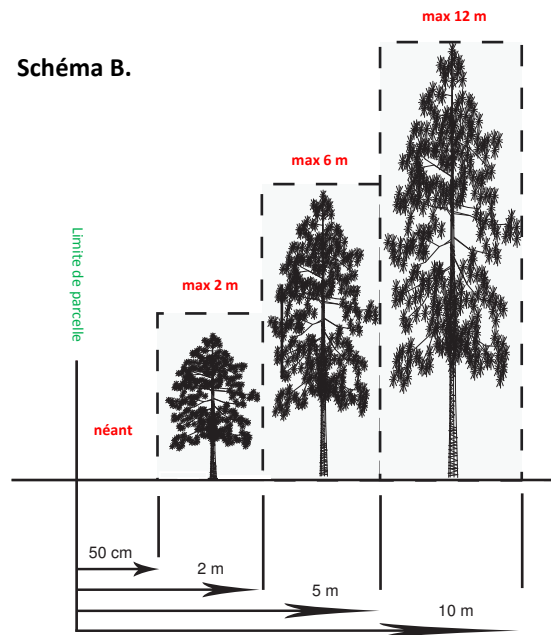 max 12 m
Schéma B.
max 6 m
Limite de parcelle
max 2 m
néant
50 cm
2 m
5 m
10 m